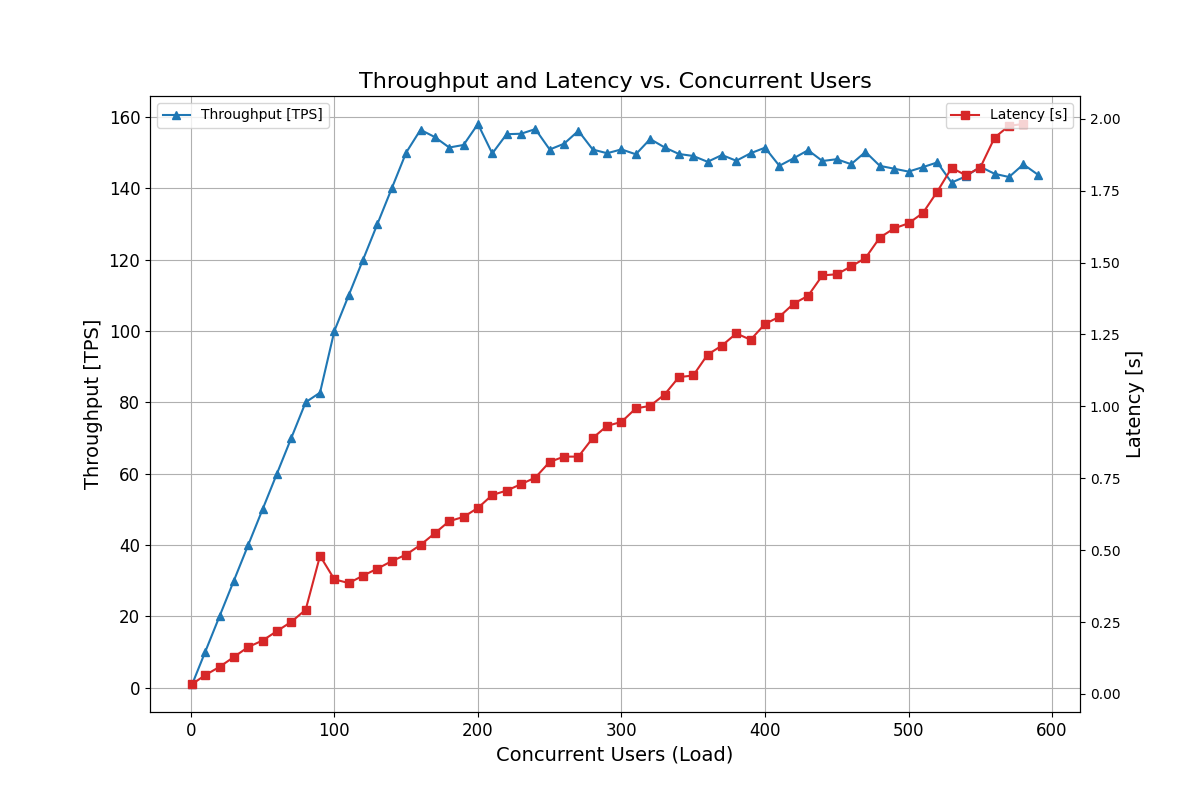 Throughput and Latency vs. Concurrent Users
Throughput [TPS]
Latency [s]
160
140
120
100
80
60
40
20
0
Throughput [TPS]
2.00
1.75
1.50
1.25
1.00
0.75
0.50
0.25
0.00
Latency [s]
0 100 200 300 400 500 600
Concurrent Users (Load)